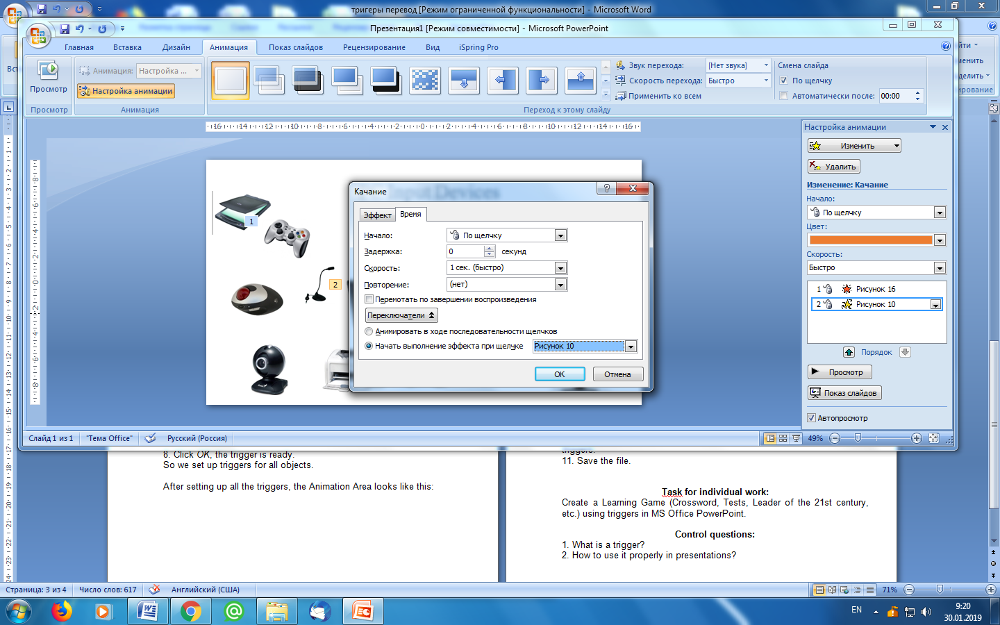 тригеры перевод [Режим ограниченной функциональности] - Microsoft Word
Презентация1 [Режим совместимости] - Microsoft PowerPoint
Главная Вставка Дизайн Анимация Показ слайдов Рецензирование Вид iSpring Pro
Просмотр
Анимация: Настройка ...
Настройка анимации
Звук перехода: [Нет звука]
Скорость перехода: Быстро
Применить ко всем
Смена слайда
По щелчку
Автоматически после: 00:00
Просмотр Анимация Переход к этому слайду
Input Devices
1
2
Качание
Эффект Время
Начало: По щелчку
Задержка: 0 секунд
Скорость: 1 сек. (быстро)
Повторение: (нет)
Перемотать по завершении воспроизведения
Переключатели
Анимировать в ходе последовательности щелчков
Начать выполнение эффекта при щелчке Рисунок 10
OK Отмена
Настройка анимации
Изменить
Удалить
Изменение: Качание
Начало:
По щелчку
Цвет:
Скорость:
Быстро
1 Рисунок 16
2 Рисунок 10
Порядок
Просмотр
Показ слайдов
Автопросмотр
Слайд 1 из 1 "Тема Office" Русский (Россия) 49%
8. Click OK, the trigger is ready.
So we set up triggers for all objects.
After setting up all the triggers, the Animation Area looks like this:
triggers.
11. Save the file.
Task for individual work:
Create a Learning Game (Crossword, Tests, Leader of the 21st century,
etc.) using triggers in MS Office PowerPoint.
Control questions:
1. What is a trigger?
2. How to use it properly in presentations?
Страница: 3 из 4 Число слов: 617 Английский (США) 71%
EN 9:20
30.01.2019